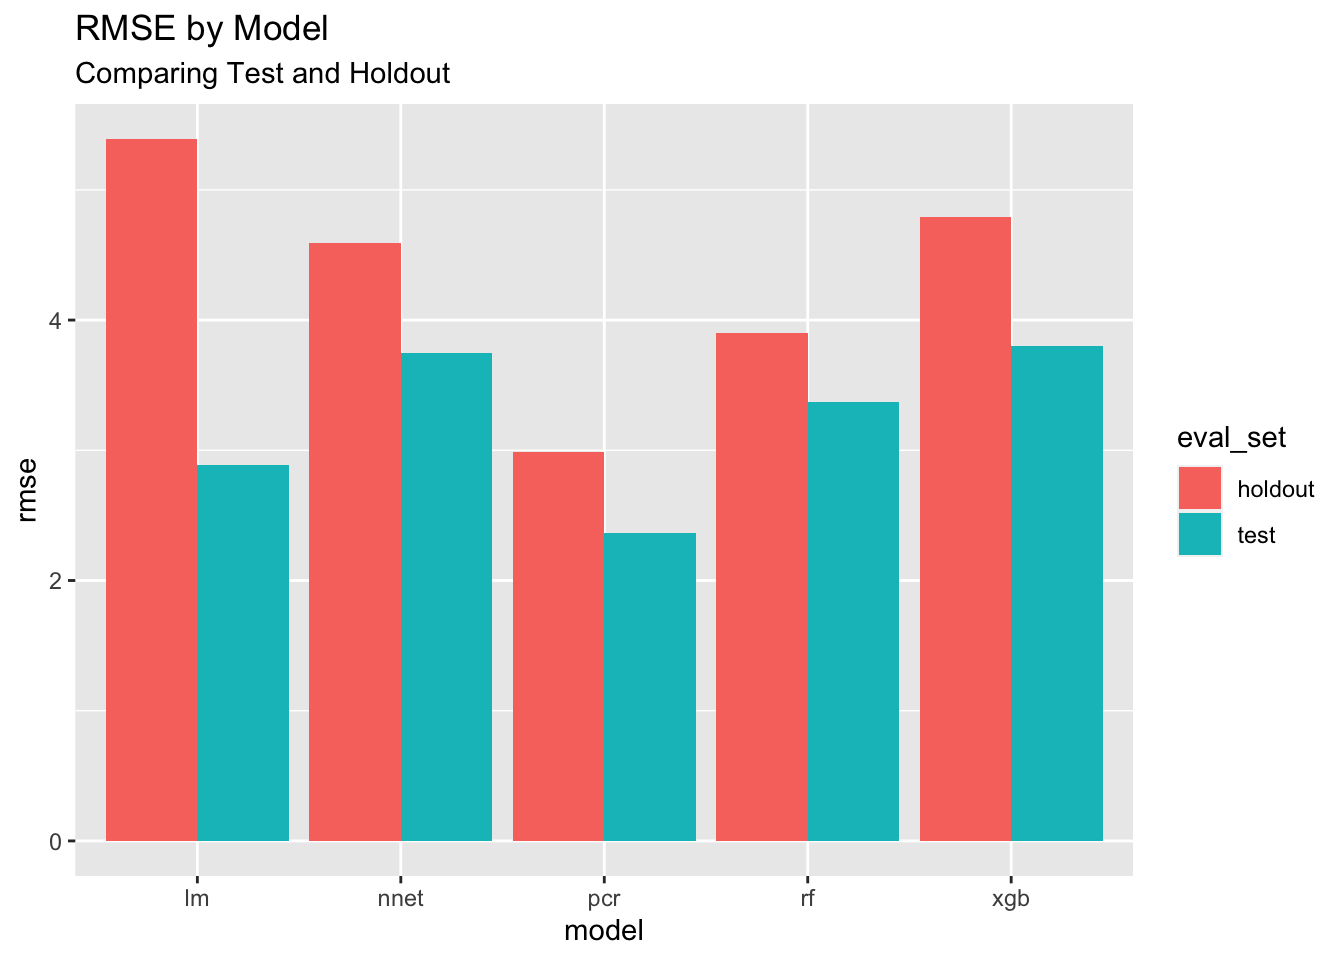 RMSE by Model
Comparing Test and Holdout
rmse
4
2
0
lm nnet pcr rf xgb
model
eval_set
holdout
test